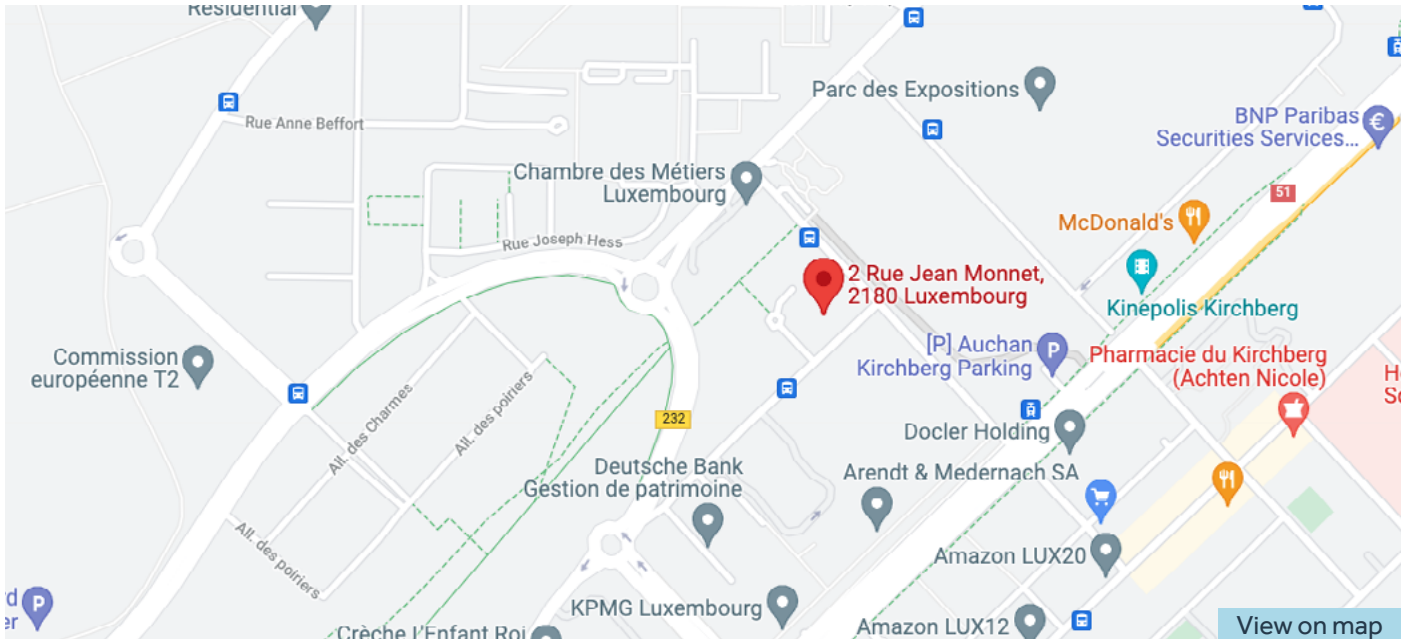 Residential
Parc des Expositions
BNP Paribas
Securities Services...
Rue Anne Beffort
Chambre des Métiers
Luxembourg
51
McDonald's
Rue Joseph Hess
2 Rue Jean Monnet,
2180 Luxembourg
Kinepolis Kirchberg
[P] Auchan
Kirchberg Parking
Pharmacie du Kirchberg
(Achten Nicole)
Commission
européenne T2
All. des Charmes
All. des poiriers
232
Docler Holding
Deutsche Bank
Gestion de patrimoine
Arendt & Medernach SA
All. des poiriers
Amazon LUX20
KPMG Luxembourg
Crèche l'Enfant Roi
Amazon LUX12
View on map